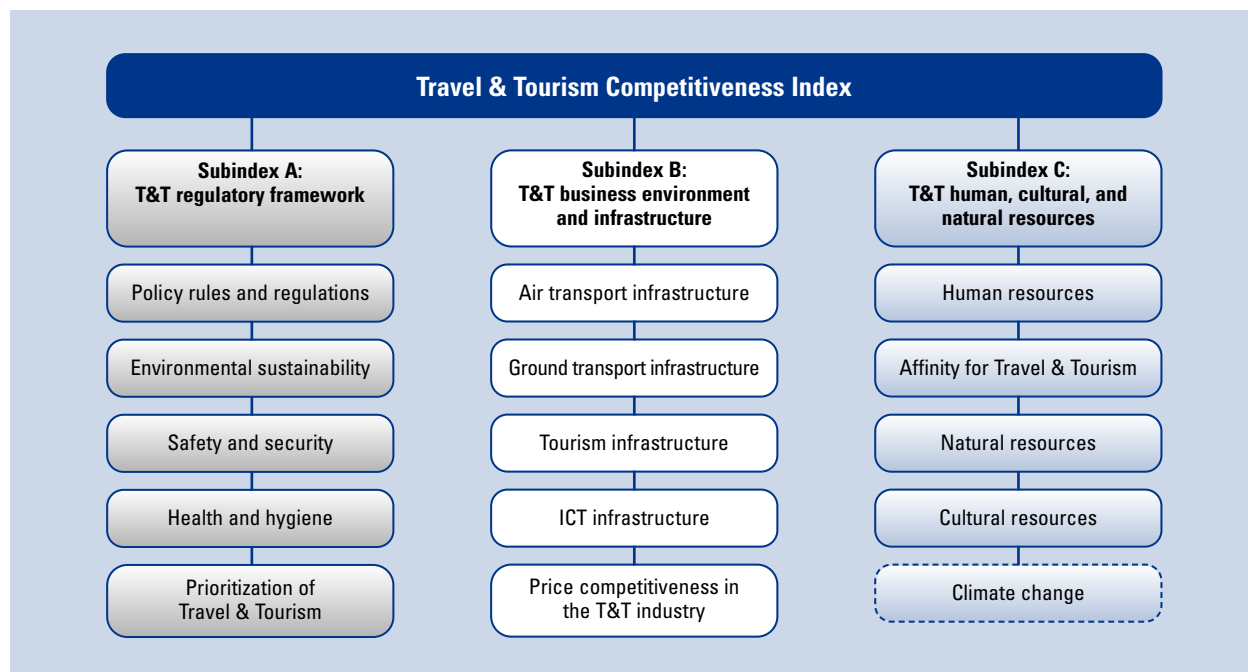 Travel & Tourism Competitiveness Index
Subindex A:
T&T regulatory framework
Policy rules and regulations
Environmental sustainability
Safety and security
Health and hygiene
Prioritization of
Travel & Tourism
Subindex B:
T&T business environment
and infrastructure
Air transport infrastructure
Ground transport infrastructure
Tourism infrastructure
ICT infrastructure
Price competitiveness in
the T&T industry
Subindex C:
T&T human, cultural, and
natural resources
Human resources
Affinity for Travel & Tourism
Natural resources
Cultural resources
Climate change